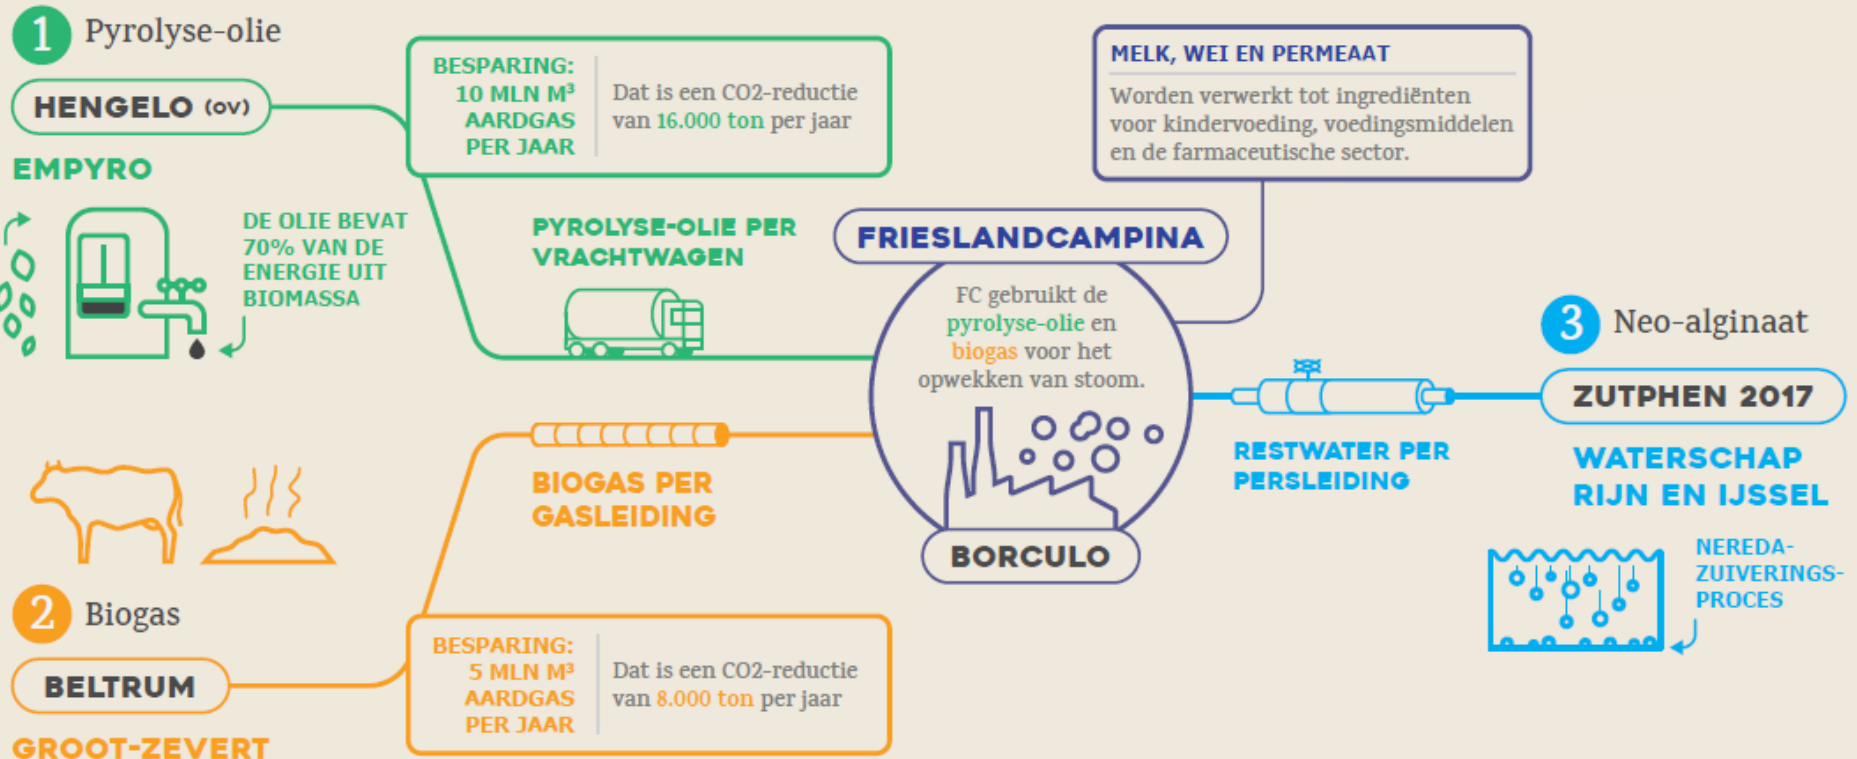 1 Pyrolyse-olie
HENGELO (OV)
EMPYRO
DE OLIE BEVAT
70% VAN DE
ENERGIE UIT
BIOMASSA
BESPARING:
10 MLN M³
AARDGAS
PER JAAR
Dat is een CO2-reductie
van 16.000 ton per jaar
PYROLYSE-OLIE PER
VRACHTWAGEN
MELK, WEI EN PERMEAAT
Worden verwerkt tot ingrediënten
voor kindervoeding, voedingsmiddelen
en de farmaceutische sector.
FRIESLANDCAMPINA
FC gebruikt de
pyrolyse-olie en
biogas voor het
opwekken van stoom.
BORCULO
BIOGAS PER
GASLEIDING
2 Biogas
BELTRUM
GROOT-ZEVERT
BESPARING:
5 MLN M³
AARDGAS
PER JAAR
Dat is een CO2-reductie
van 8.000 ton per jaar
RESTWATER PER
PERSLEIDING
3 Neo-alginaat
ZUTPHEN 2017
WATERSCHAP
RIJN EN IJSSEL
NEREDA-
ZUIVERINGS-
PROCES